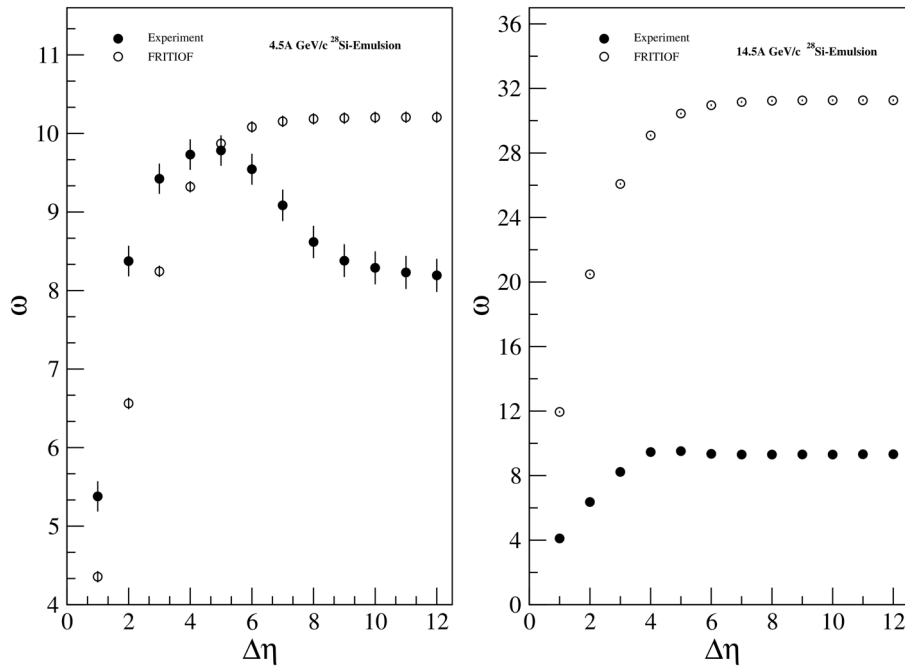 Experiment
FRITIOF
4.5A GeV/c ²⁸Si-Emulsion
11
10
9
8
7
6
5
4
ω
0 2 4 6 8 10 12
Δη
Experiment
FRITIOF
14.5A GeV/c ²⁸Si-Emulsion
36
32
28
24
20
16
12
8
4
0
ω
0 2 4 6 8 10 12
Δη